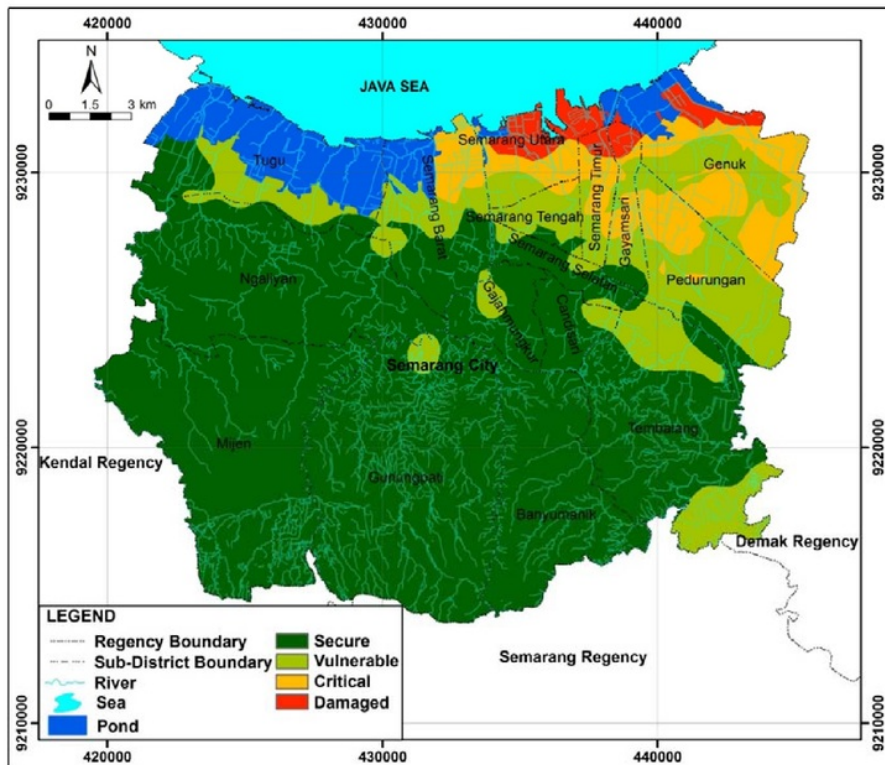 420000
430000
440000
N
0 1.5 3 km
JAVA SEA
9230000
9230000
Tugu
Semarang Barat
Semarang Utara
Semarang Timur
Gayamsari
Genuk
Semarang Tengah
Semarang Selatan
Ngaliyan
Gajahmungkur
Candisari
Pedurungan
Semarang City
Mijen
Gunungpati
Tembalang
Banyumanik
9220000
9220000
Kendal Regency
Demak Regency
Semarang Regency
LEGEND
Regency Boundary
Sub-District Boundary
River
Sea
Pond
Secure
Vulnerable
Critical
Damaged
9210000
9210000
420000
430000
440000